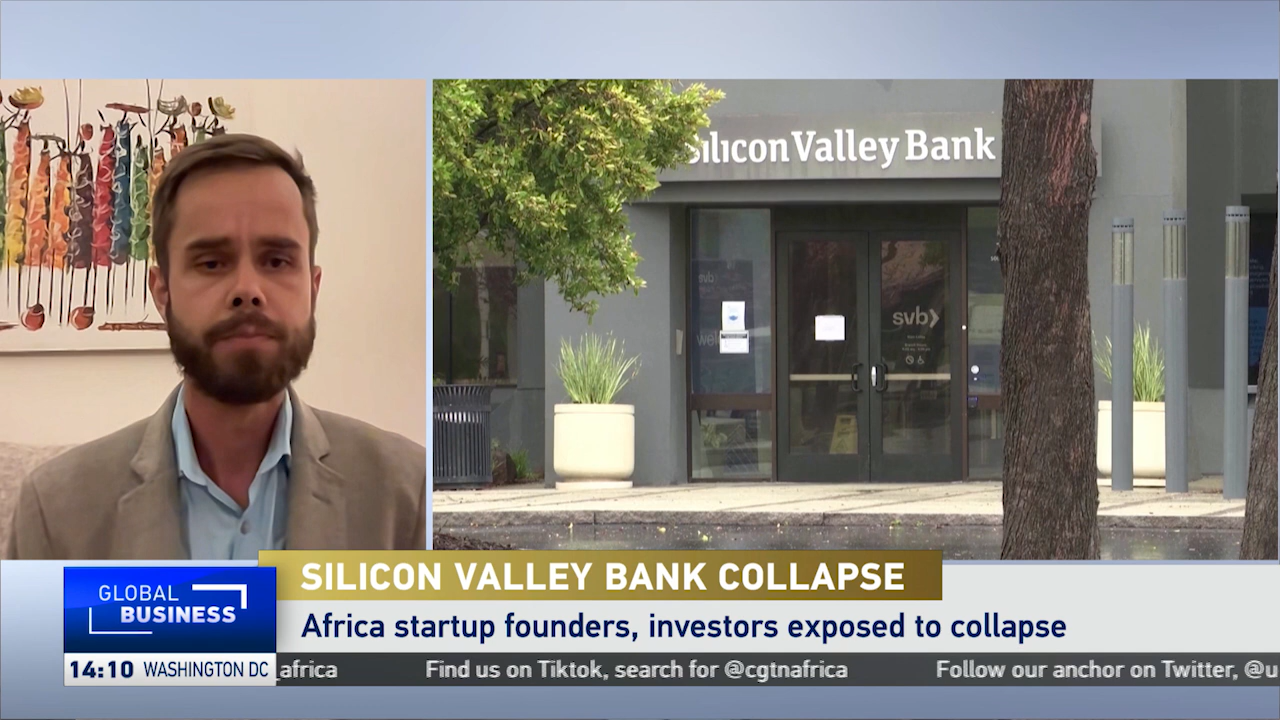 Silicon Valley Bank
svb
SILICON VALLEY BANK COLLAPSE
GLOBAL
BUSINESS
Africa startup founders, investors exposed to collapse
14:10 WASHINGTON DC
_africa Find us on Tiktok, search for @cgtnafrica Follow our anchor on Twitter, @u